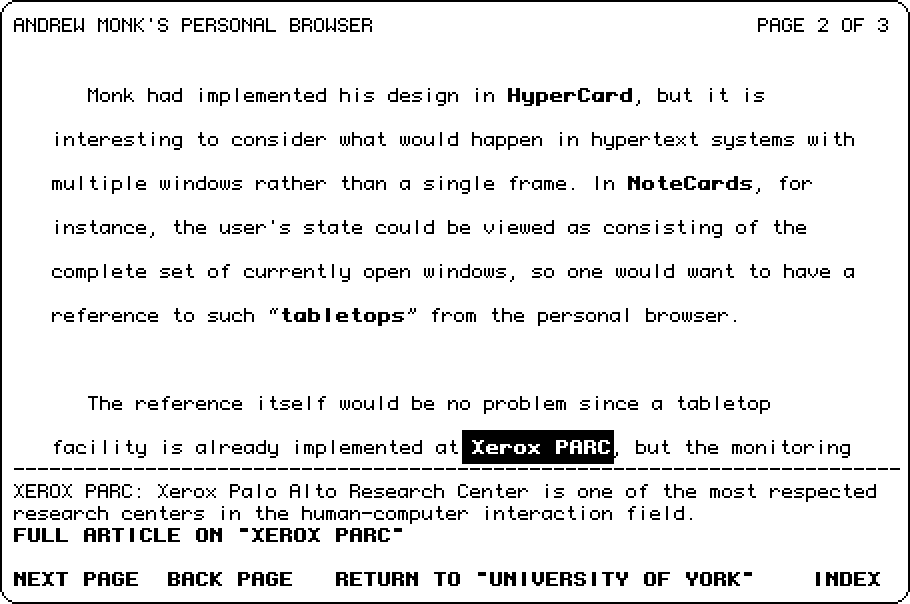 ANDREW MONK'S PERSONAL BROWSER PAGE 2 OF 3
Monk had implemented his design in HyperCard, but it is
interesting to consider what would happen in hypertext systems with
multiple windows rather than a single frame. In NoteCards, for
instance, the user's state could be viewed as consisting of the
complete set of currently open windows, so one would want to have a
reference to such “tabletops” from the personal browser.
The reference itself would be no problem since a tabletop
facility is already implemented at Xerox PARC, but the monitoring
XEROX PARC: Xerox Palo Alto Research Center is one of the most respected
research centers in the human-computer interaction field.
FULL ARTICLE ON "XEROX PARC"
NEXT PAGE BACK PAGE RETURN TO "UNIVERSITY OF YORK" INDEX